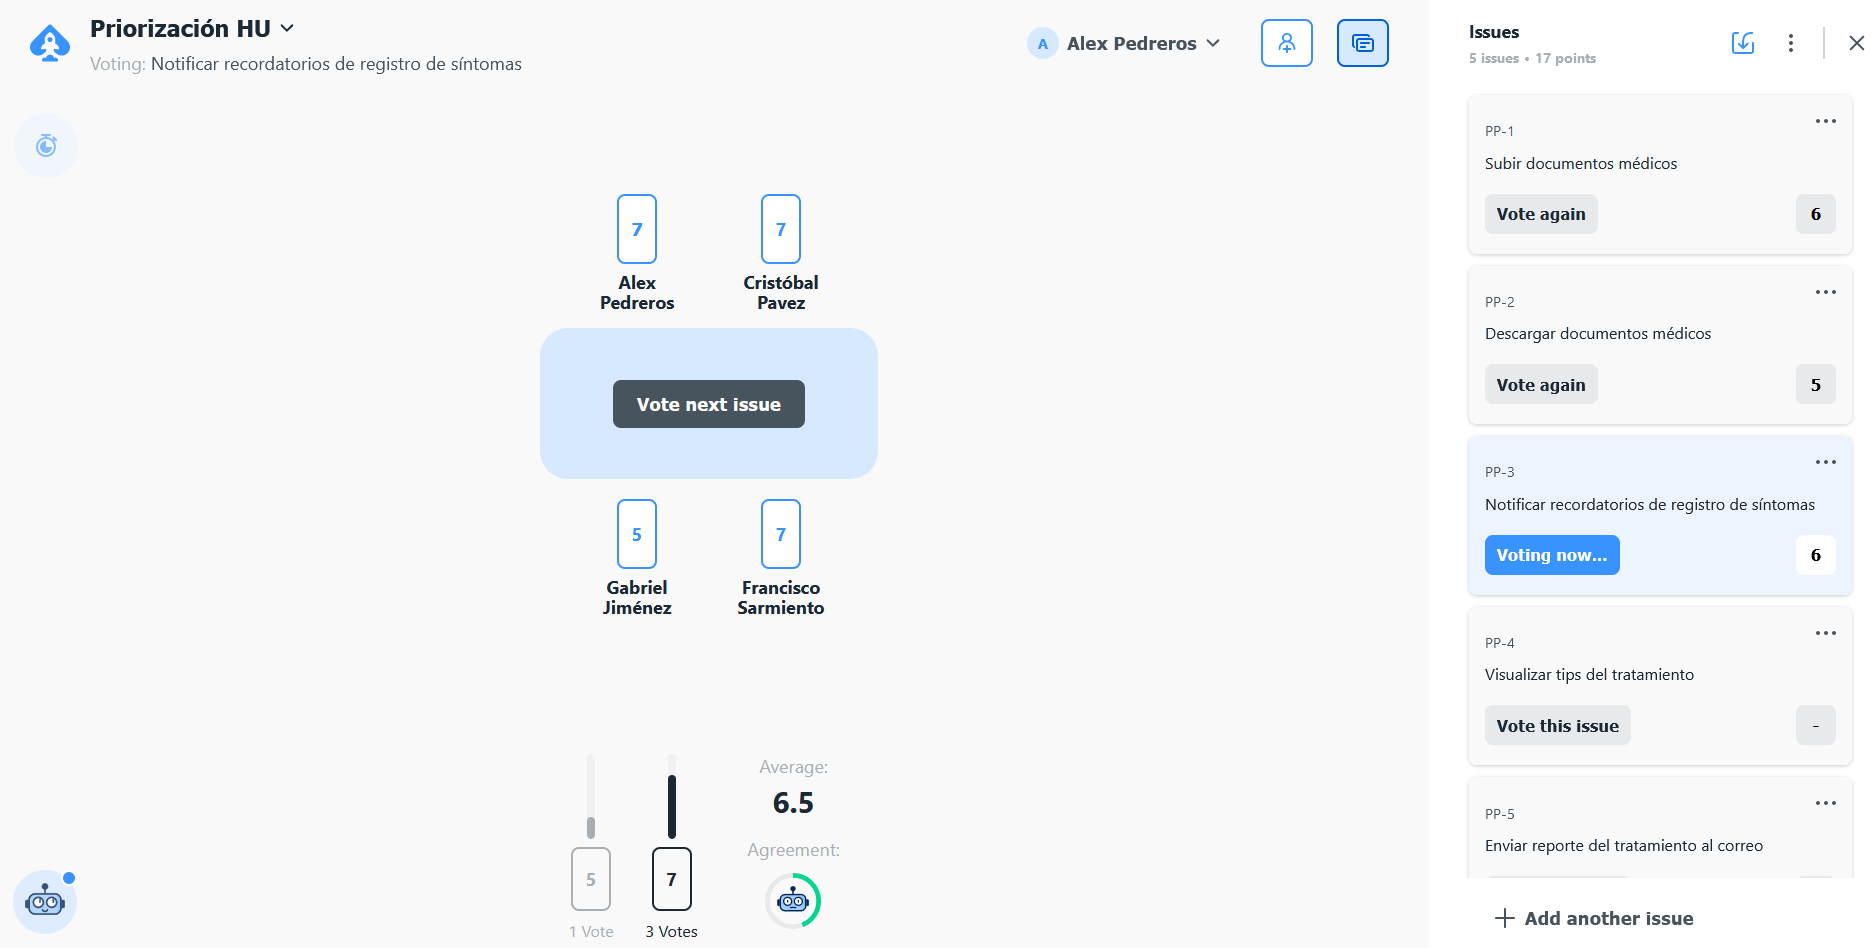 Priorización HU
Voting: Notificar recordatorios de registro de síntomas
A Alex Pedreros
7
7
Alex
Pedreros
Cristóbal
Pavez
Vote next issue
5
7
Gabriel
Jiménez
Francisco
Sarmiento
5
1 Vote
7
3 Votes
Average:
6.5
Agreement:
Issues
5 issues • 17 points
PP-1
Subir documentos médicos
Vote again 6
PP-2
Descargar documentos médicos
Vote again 5
PP-3
Notificar recordatorios de registro de síntomas
Voting now... 6
PP-4
Visualizar tips del tratamiento
Vote this issue -
PP-5
Enviar reporte del tratamiento al correo
Add another issue